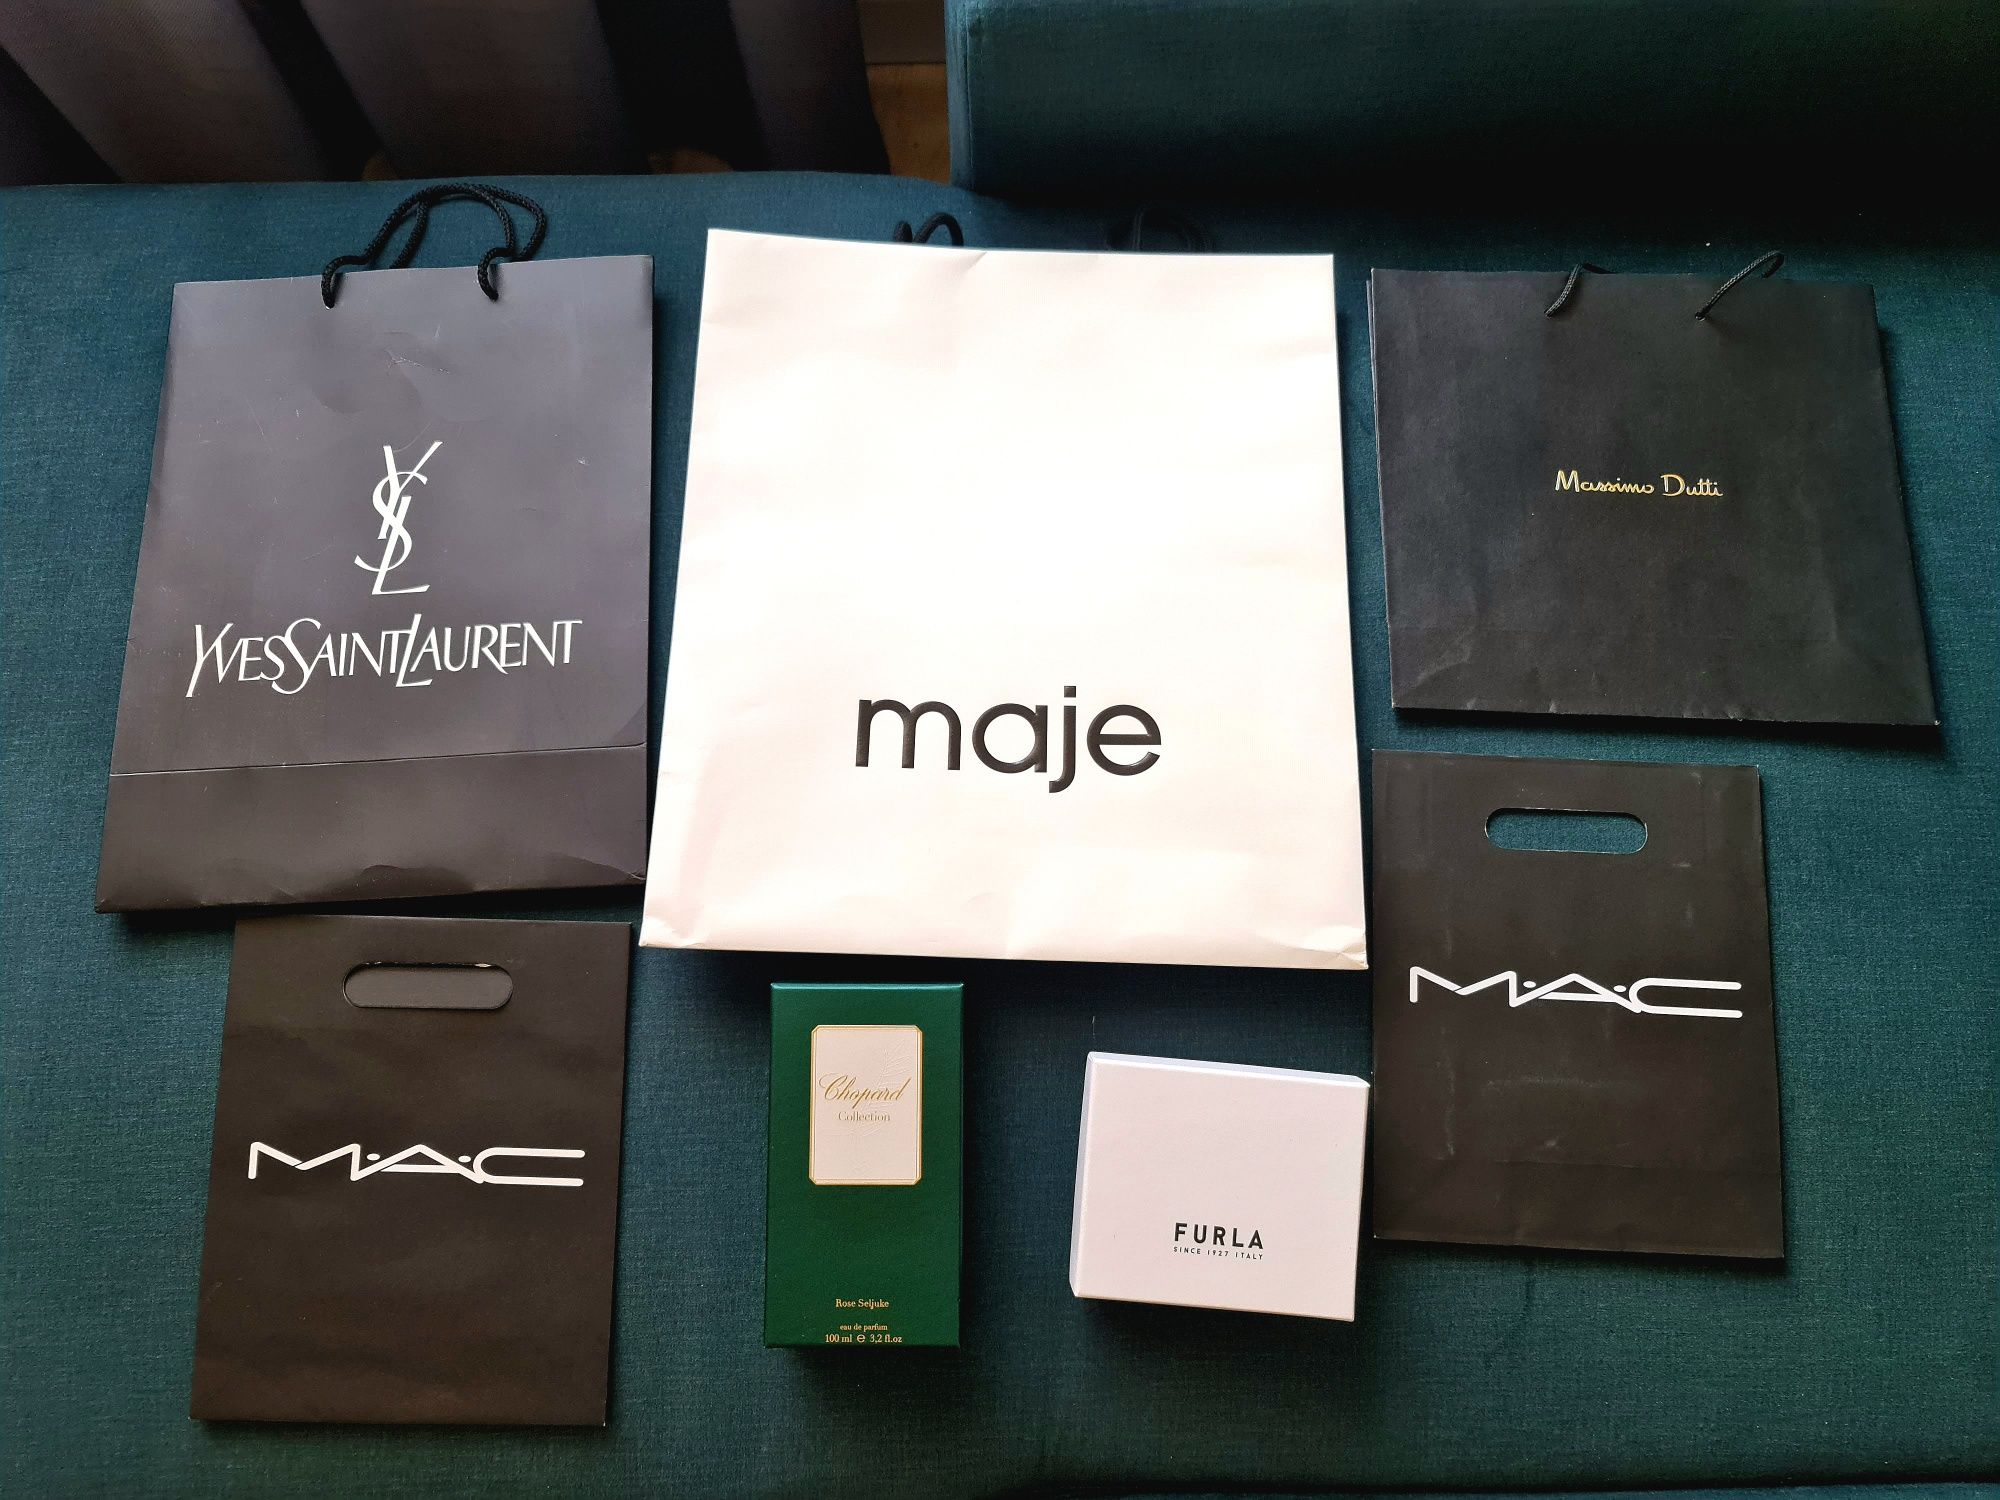 YSL
YVESSAINTLAURENT
maje
Massimo Dutti
M·A·C
M·A·C
Chopard
Collection
Rose Seljuke
eau de parfum
100 ml ℮ 3,2 fl.oz
FURLA
SINCE 1927 ITALY